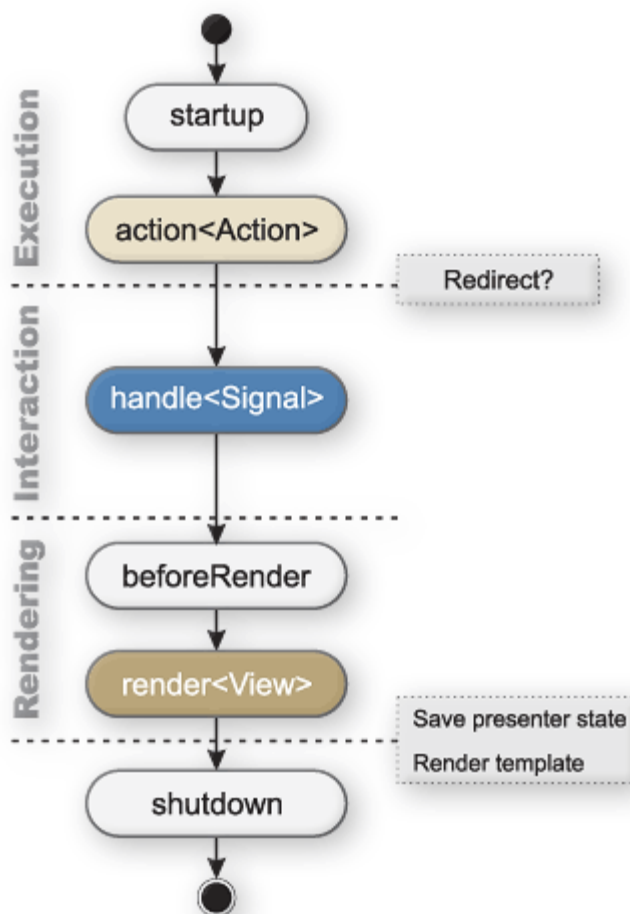 Execution
startup
action<Action>
Redirect?
Interaction
handle<Signal>
Rendering
beforeRender
render<View>
Save presenter state
Render template
shutdown